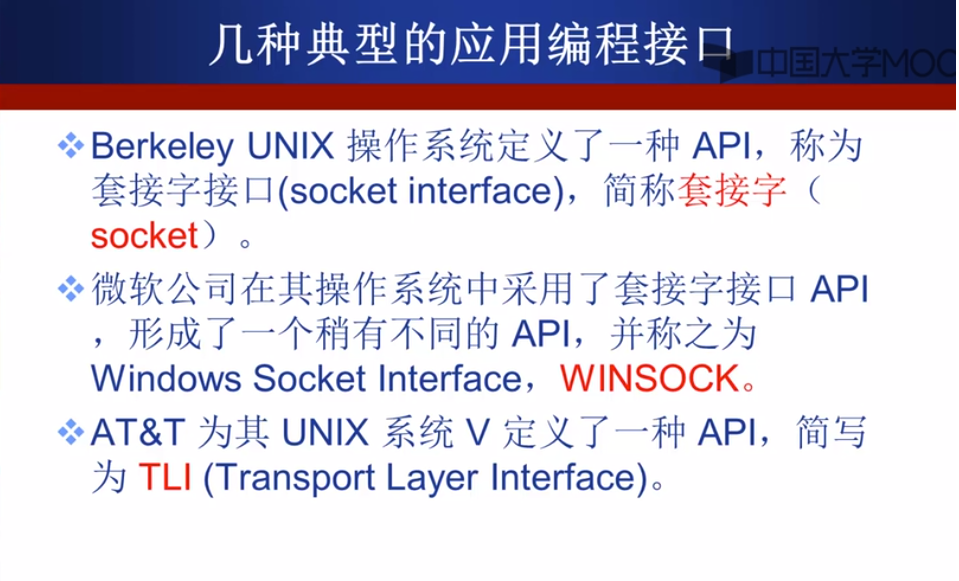 几种典型的应用编程接口
中国大学MOOC
❖Berkeley UNIX 操作系统定义了一种 API，称为
套接字接口(socket interface)，简称套接字（
socket）。
❖微软公司在其操作系统中采用了套接字接口 API
，形成了一个稍有不同的 API，并称之为
Windows Socket Interface，WINSOCK。
❖AT&T 为其 UNIX 系统 V 定义了一种 API，简写
为 TLI (Transport Layer Interface)。